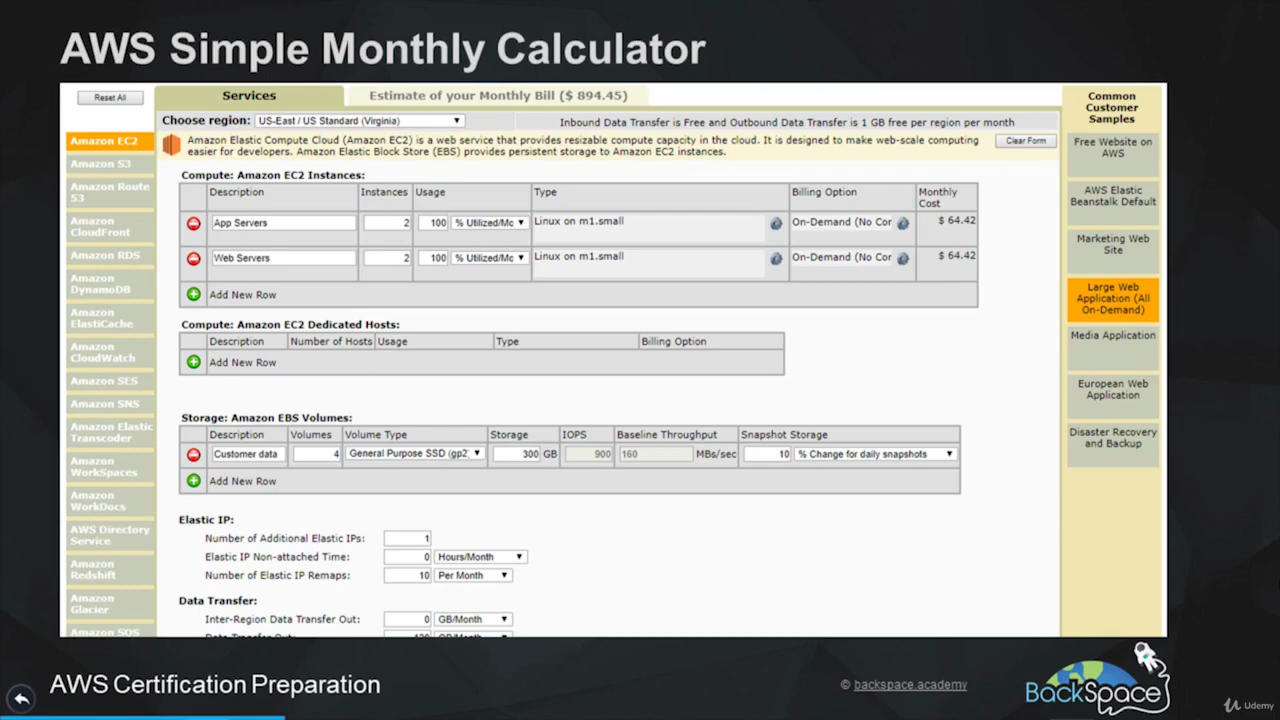 AWS Simple Monthly Calculator
Reset All
Services
Estimate of your Monthly Bill ($ 894.45)
Common
Customer
Samples
Choose region: US-East / US Standard (Virginia)
Inbound Data Transfer is Free and Outbound Data Transfer is 1 GB free per region per month
Amazon EC2
Amazon S3
Amazon Route
53
Amazon
CloudFront
Amazon RDS
Amazon
DynamoDB
Amazon
ElastiCache
Amazon
CloudWatch
Amazon SES
Amazon SNS
Amazon Elastic
Transcoder
Amazon
WorkSpaces
Amazon
WorkDocs
AWS Directory
Service
Amazon
Redshift
Amazon
Glacier
Amazon SQS
Amazon Elastic Compute Cloud (Amazon EC2) is a web service that provides resizable compute capacity in the cloud. It is designed to make web-scale computing
easier for developers. Amazon Elastic Block Store (EBS) provides persistent storage to Amazon EC2 instances.
Clear Form
Compute: Amazon EC2 Instances:
Description Instances Usage Type Billing Option Monthly
Cost
App Servers 2 100 % Utilized/Mo Linux on m1.small On-Demand (No Cor $ 64.42
Web Servers 2 100 % Utilized/Mo Linux on m1.small On-Demand (No Cor $ 64.42
Add New Row
Compute: Amazon EC2 Dedicated Hosts:
Description Number of Hosts Usage Type Billing Option
Add New Row
Storage: Amazon EBS Volumes:
Description Volumes Volume Type Storage IOPS Baseline Throughput Snapshot Storage
Customer data 4 General Purpose SSD (gp2) 300 GB 900 160 MBs/sec 10 % Change for daily snapshots
Add New Row
Elastic IP:
Number of Additional Elastic IPs: 1
Elastic IP Non-attached Time: 0 Hours/Month
Number of Elastic IP Remaps: 10 Per Month
Data Transfer:
Inter-Region Data Transfer Out: 0 GB/Month
Data Transfer Out:
Free Website on
AWS
AWS Elastic
Beanstalk Default
Marketing Web
Site
Large Web
Application (All
On-Demand)
Media Application
European Web
Application
Disaster Recovery
and Backup
AWS Certification Preparation
© backspace.academy
BackSpace
Udemy